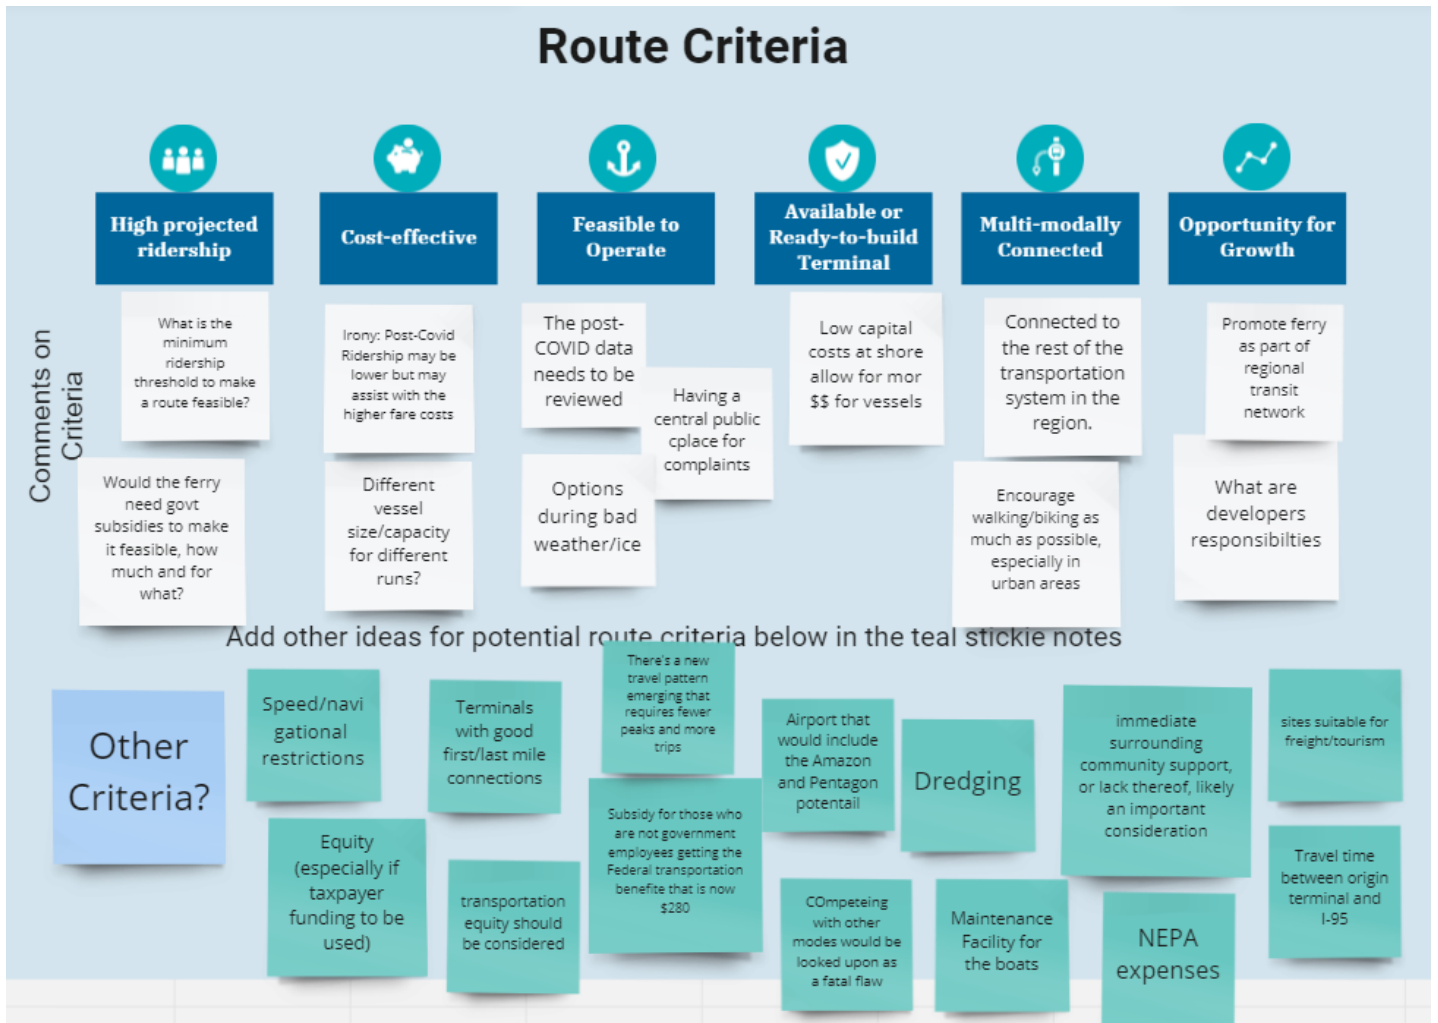 Route Criteria
High projected
ridership
Cost-effective
Feasible to
Operate
Available or
Ready-to-build
Terminal
Multi-modally
Connected
Opportunity for
Growth
Comments on
Criteria
What is the
minimum
ridership
threshold to make
a route feasible?
Would the ferry
need govt
subsidies to make
it feasible, how
much and for
what?
Irony: Post-Covid
Ridership may be
lower but may
assist with the
higher fare costs
Different
vessel
size/capacity
for different
runs?
The post-
COVID data
needs to be
reviewed
Having a
central public
cplace for
complaints
Options
during bad
weather/ice
Low capital
costs at shore
allow for mor
$$ for vessels
Connected to
the rest of the
transportation
system in the
region.
Encourage
walking/biking as
much as possible,
especially in
urban areas
Promote ferry
as part of
regional
transit
network
What are
developers
responsibilties
Add other ideas for potential route criteria below in the teal stickie notes
Other
Criteria?
Speed/navi
gational
restrictions
Equity
(especially if
taxpayer
funding to be
used)
Terminals
with good
first/last mile
connections
transportation
equity should
be considered
There's a new
travel pattern
emerging that
requires fewer
peaks and more
trips
Subsidy for those who
are not government
employees getting the
Federal transportation
benefite that is now
$280
Airport that
would include
the Amazon
and Pentagon
potentail
COmpeteing
with other
modes would be
looked upon as
a fatal flaw
Dredging
Maintenance
Facility for
the boats
immediate
surrounding
community support,
or lack thereof, likely
an important
consideration
NEPA
expenses
sites suitable for
freight/tourism
Travel time
between origin
terminal and
I-95